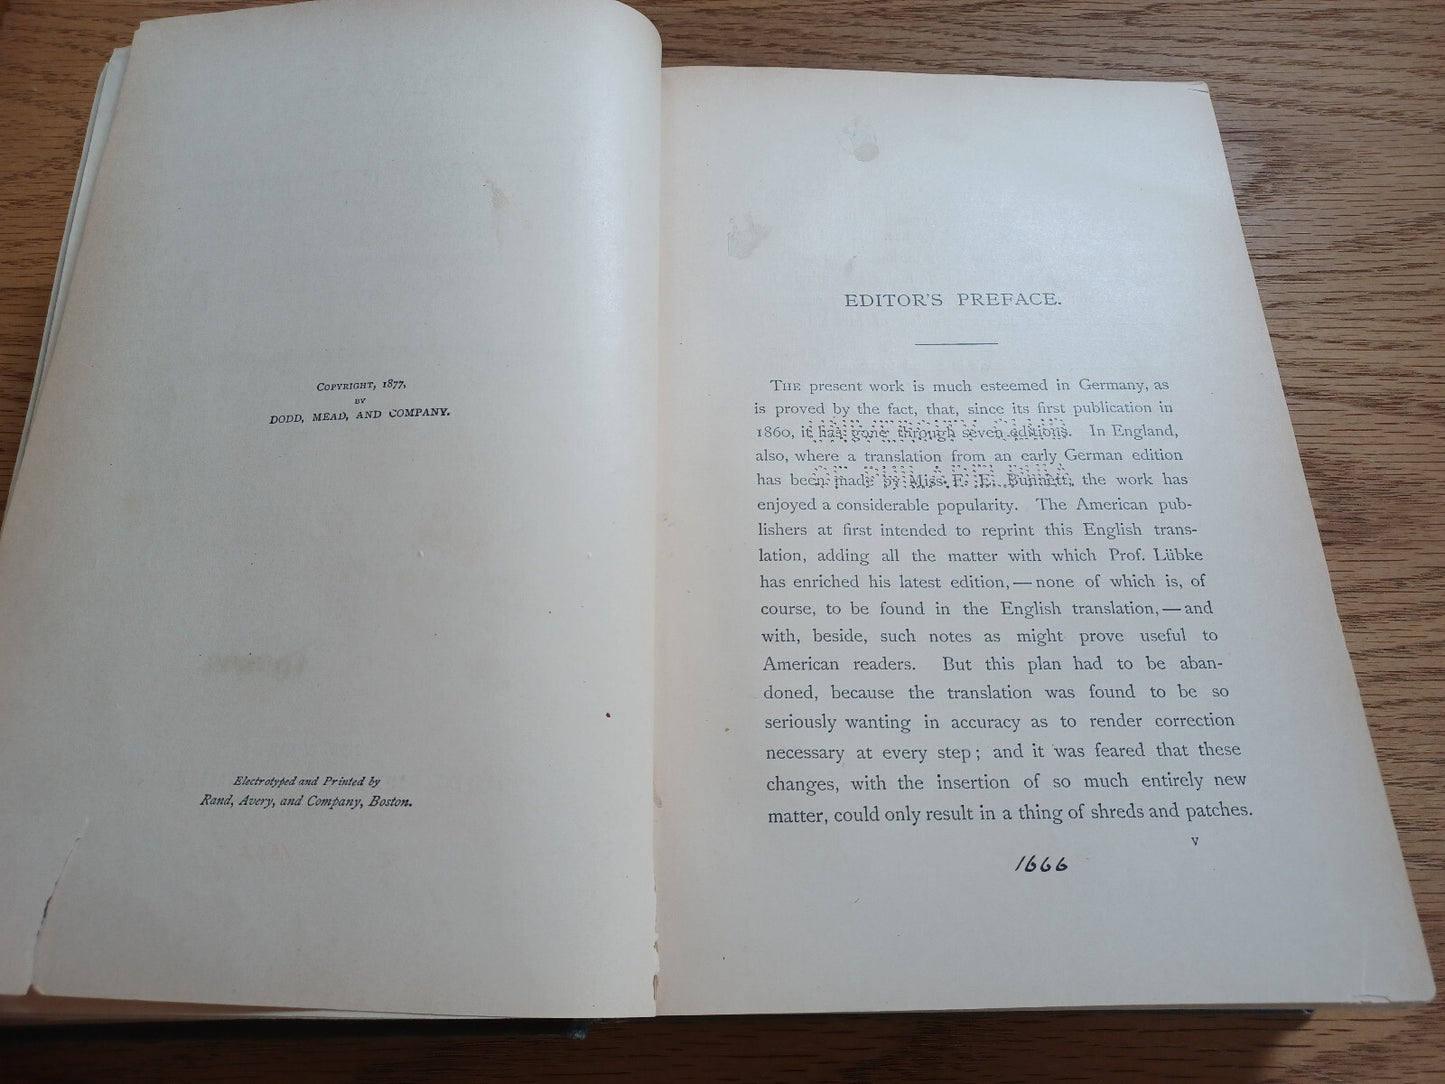 COPYRIGHT, 1877,
BY
DODD, MEAD, AND COMPANY.
Electrotyped and Printed by
Rand, Avery, and Company, Boston.
EDITOR'S PREFACE.
THE present work is much esteemed in Germany, as
is proved by the fact, that, since its first publication in
1860, it has gone through seven editions. In England,
also, where a translation from an early German edition
has been made by Miss F. E. Bunnett, the work has
enjoyed a considerable popularity. The American pub-
lishers at first intended to reprint this English trans-
lation, adding all the matter with which Prof. Lübke
has enriched his latest edition, — none of which is, of
course, to be found in the English translation, — and
with, beside, such notes as might prove useful to
American readers. But this plan had to be aban-
doned, because the translation was found to be so
seriously wanting in accuracy as to render correction
necessary at every step; and it was feared that these
changes, with the insertion of so much entirely new
matter, could only result in a thing of shreds and patches.
v
1666